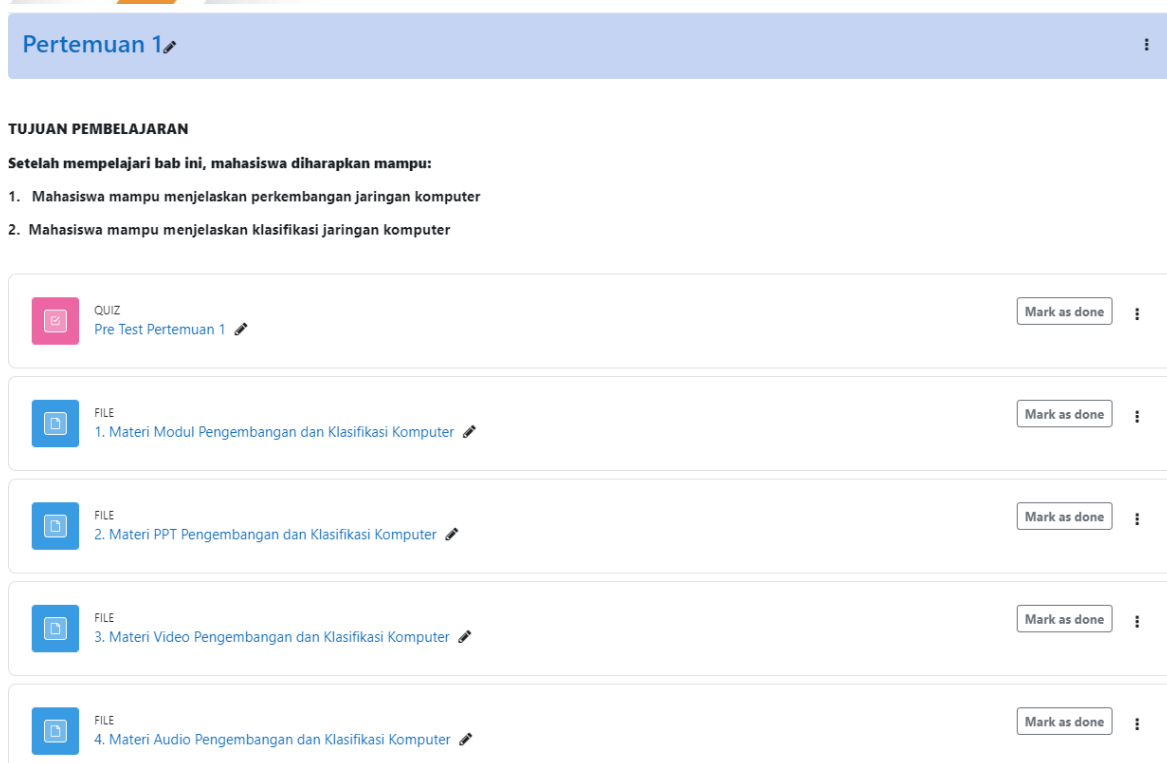 Pertemuan 1
TUJUAN PEMBELAJARAN
Setelah mempelajari bab ini, mahasiswa diharapkan mampu:
1. Mahasiswa mampu menjelaskan perkembangan jaringan komputer
2. Mahasiswa mampu menjelaskan klasifikasi jaringan komputer
QUIZ
Pre Test Pertemuan 1
Mark as done
FILE
1. Materi Modul Pengembangan dan Klasifikasi Komputer
Mark as done
FILE
2. Materi PPT Pengembangan dan Klasifikasi Komputer
Mark as done
FILE
3. Materi Video Pengembangan dan Klasifikasi Komputer
Mark as done
FILE
4. Materi Audio Pengembangan dan Klasifikasi Komputer
Mark as done